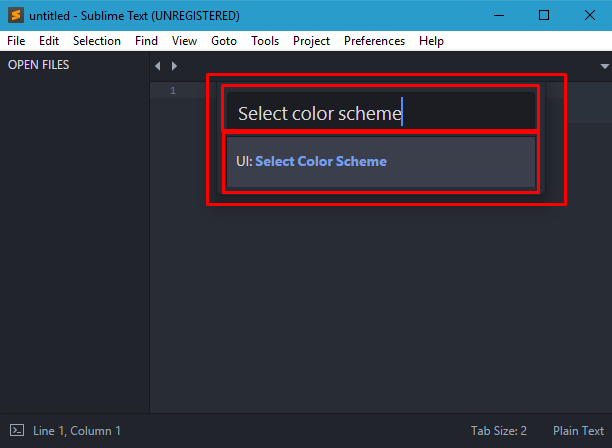 untitled - Sublime Text (UNREGISTERED)
File Edit Selection Find View Goto Tools Project Preferences Help
OPEN FILES
1
Select color scheme
UI: Select Color Scheme
Line 1, Column 1 Tab Size: 2 Plain Text